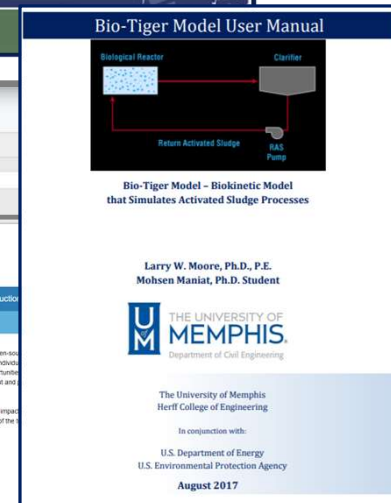 Bio-Tiger Model User Manual
Biological Reactor
Clarifier
Return Activated Sludge
RAS
Pump
Bio-Tiger Model – Biokinetic Model
that Simulates Activated Sludge Processes
Larry W. Moore, Ph.D., P.E.
Mohsen Maniat, Ph.D. Student
THE UNIVERSITY OF
MEMPHIS.
Department of Civil Engineering
The University of Memphis
Herff College of Engineering
In conjunction with:
U.S. Department of Energy
U.S. Environmental Protection Agency
August 2017